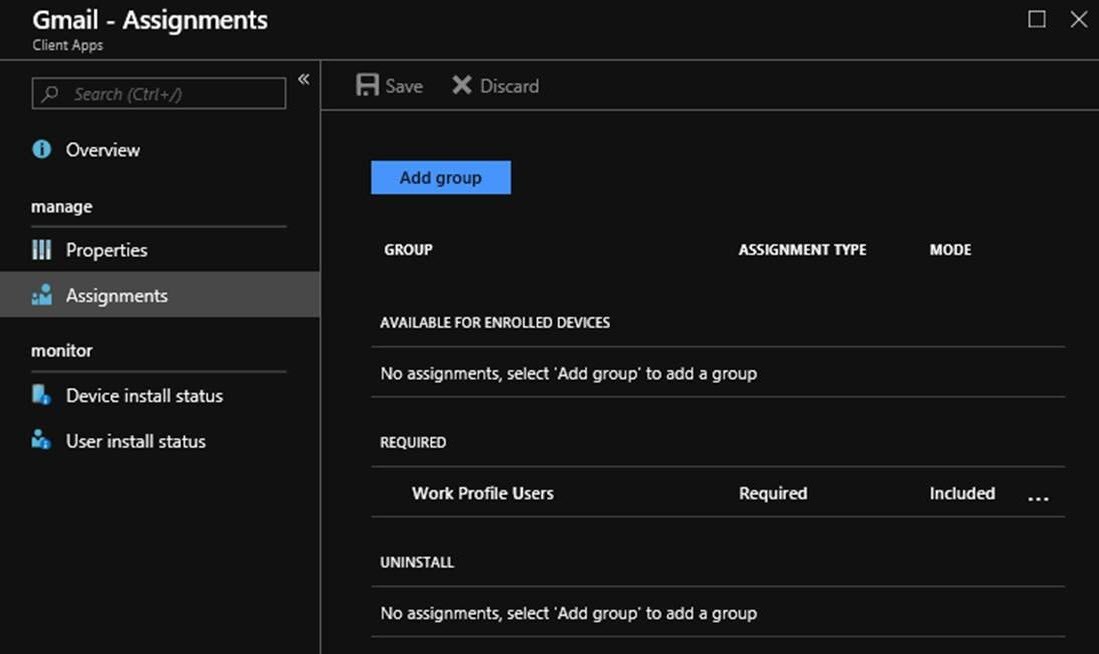 Gmail - Assignments
Client Apps
Search (Ctrl+/)
«
Save
Discard
Overview
Add group
manage
GROUP ASSIGNMENT TYPE MODE
Properties
Assignments
AVAILABLE FOR ENROLLED DEVICES
monitor
No assignments, select 'Add group' to add a group
Device install status
User install status
REQUIRED
Work Profile Users Required Included ...
UNINSTALL
No assignments, select 'Add group' to add a group